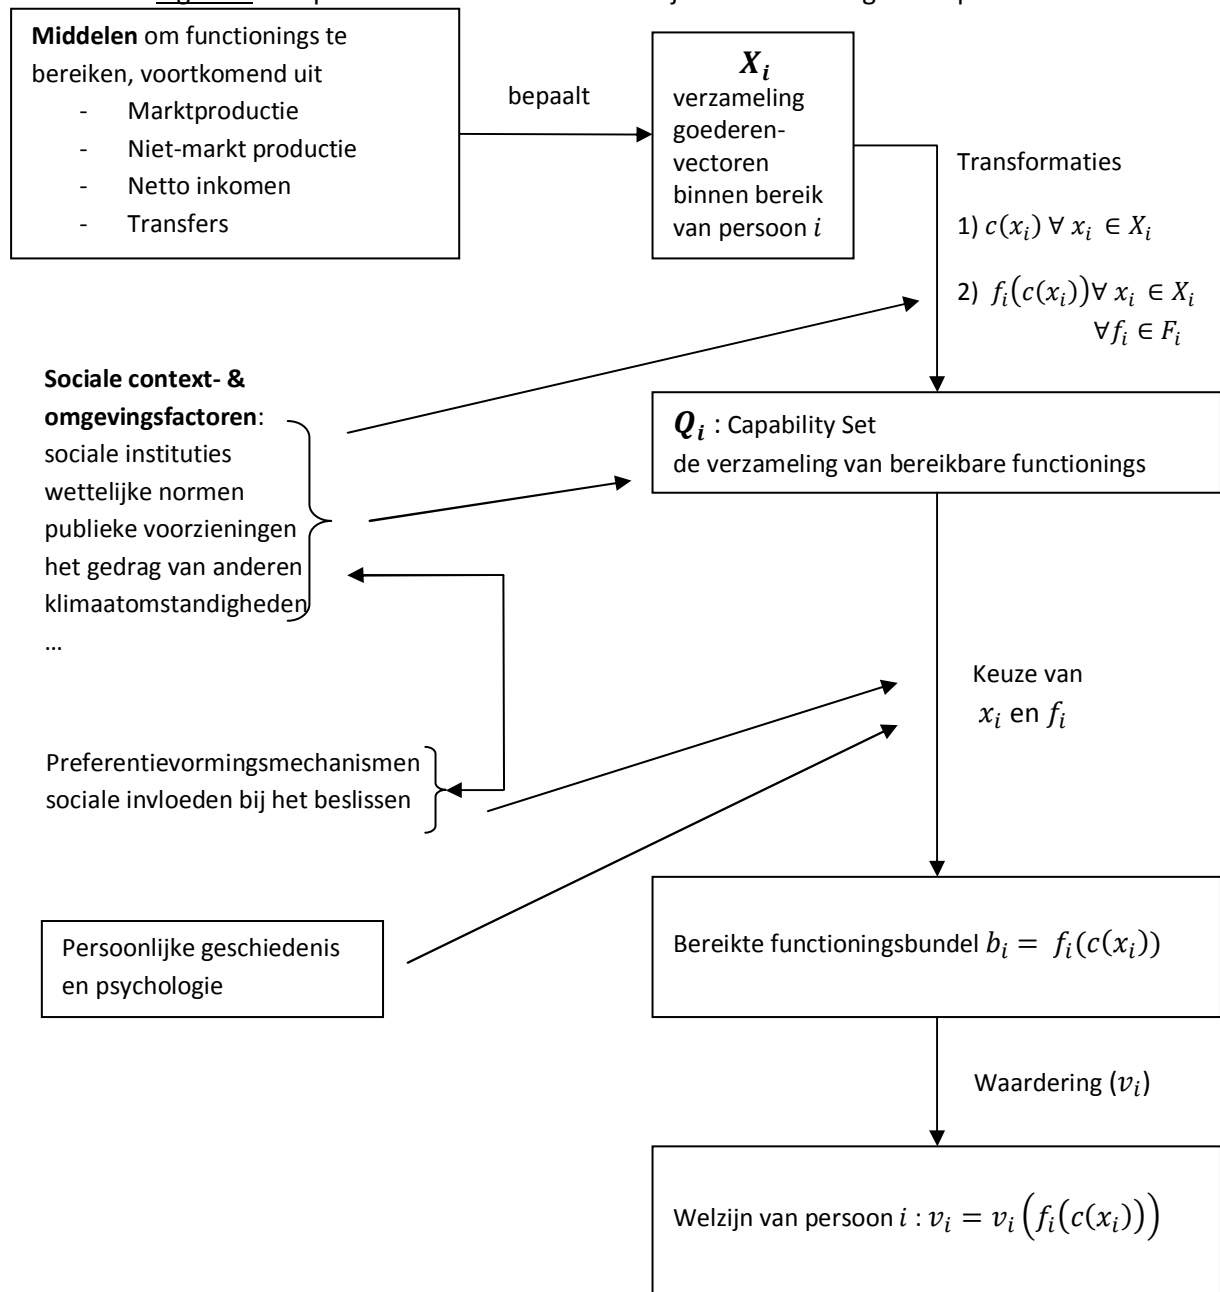 Middelen om functionings te
bereiken, voortkomend uit
- Marktproductie
- Niet-markt productie
- Netto inkomen
- Transfers
bepaalt
X_i
verzameling
goederen-
vectoren
binnen bereik
van persoon i
Transformaties
1) c(x_i) ∀ x_i ∈ X_i
2) f_i(c(x_i))∀ x_i ∈ X_i
∀f_i ∈ F_i
Sociale context- &
omgevingsfactoren:
sociale instituties
wettelijke normen
publieke voorzieningen
het gedrag van anderen
klimaatomstandigheden
...
Q_i : Capability Set
de verzameling van bereikbare functionings
Keuze van
x_i en f_i
Preferentievormingsmechanismen
sociale invloeden bij het beslissen
Persoonlijke geschiedenis
en psychologie
Bereikte functioningsbundel b_i = f_i(c(x_i))
Waardering (v_i)
Welzijn van persoon i : v_i = v_i(f_i(c(x_i)))